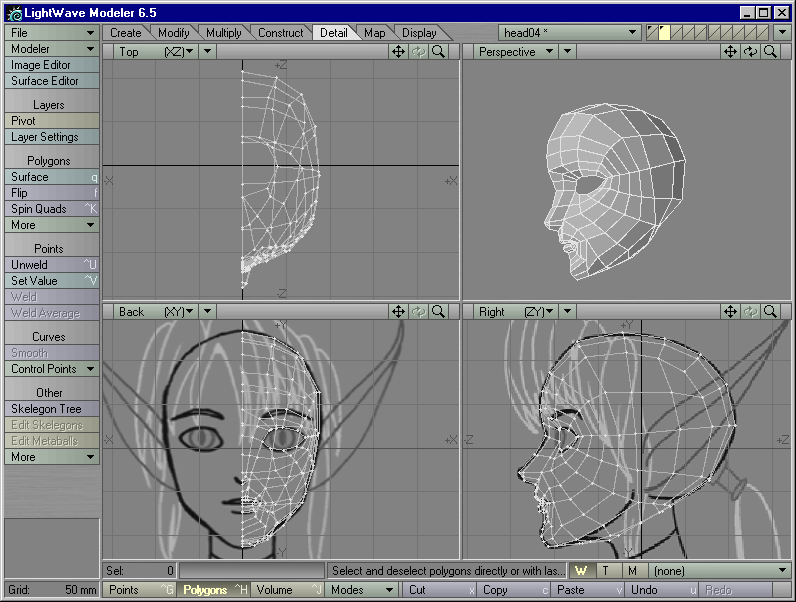 LightWave Modeler 6.5
File
Create Modify Multiply Construct Detail Map Display head04 *
Modeler
Image Editor
Surface Editor
Layers
Pivot
Layer Settings
Polygons
Surface q
Flip f
Spin Quads ^K
More
Points
Unweld ^U
Set Value ^V
Weld
Weld Average
Curves
Smooth
Control Points
Other
Skelegon Tree
Edit Skelegons
Edit Metaballs
More
Top (XZ)
+Z
-X +X
-Z
Perspective
Back (XY)
+Y
-X +X
-Y
Right (ZY)
+Y
-Z +Z
-Y
Sel: 0 Select and deselect polygons directly or with las... W T M (none)
Grid: 50 mm Points ^G Polygons ^H Volume ^J Modes Cut x Copy c Paste v Undo u Redo